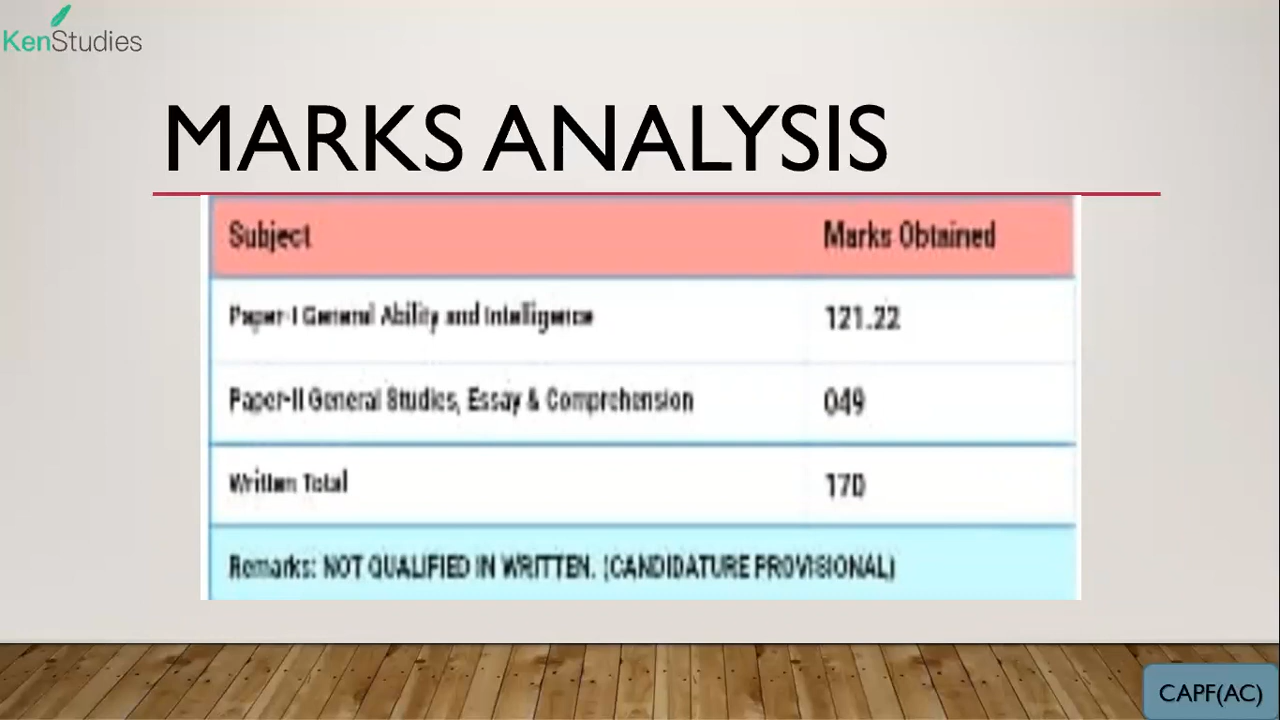 KenStudies
MARKS ANALYSIS
Subject Marks Obtained
Paper-I General Ability and Intelligence 121.22
Paper-II General Studies, Essay & Comprehension 049
Written Total 170
Remarks: NOT QUALIFIED IN WRITTEN. (CANDIDATURE PROVISIONAL)
CAPF(AC)